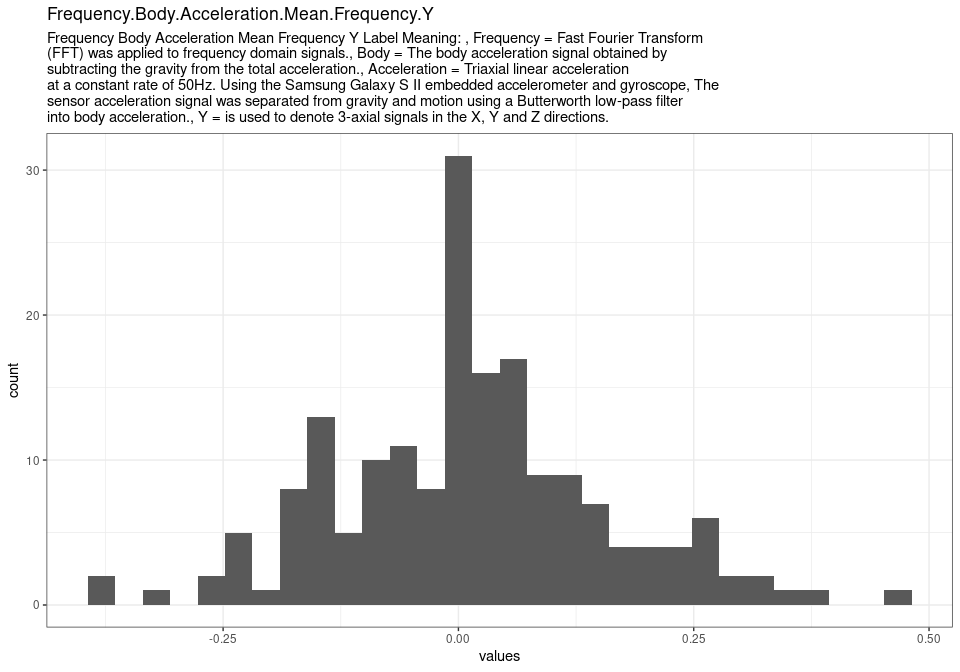 Frequency.Body.Acceleration.Mean.Frequency.Y
Frequency Body Acceleration Mean Frequency Y Label Meaning: , Frequency = Fast Fourier Transform
(FFT) was applied to frequency domain signals., Body = The body acceleration signal obtained by
subtracting the gravity from the total acceleration., Acceleration = Triaxial linear acceleration
at a constant rate of 50Hz. Using the Samsung Galaxy S II embedded accelerometer and gyroscope, The
sensor acceleration signal was separated from gravity and motion using a Butterworth low-pass filter
into body acceleration., Y = is used to denote 3-axial signals in the X, Y and Z directions.
30
20
10
0
count
-0.25
0.00
0.25
0.50
values